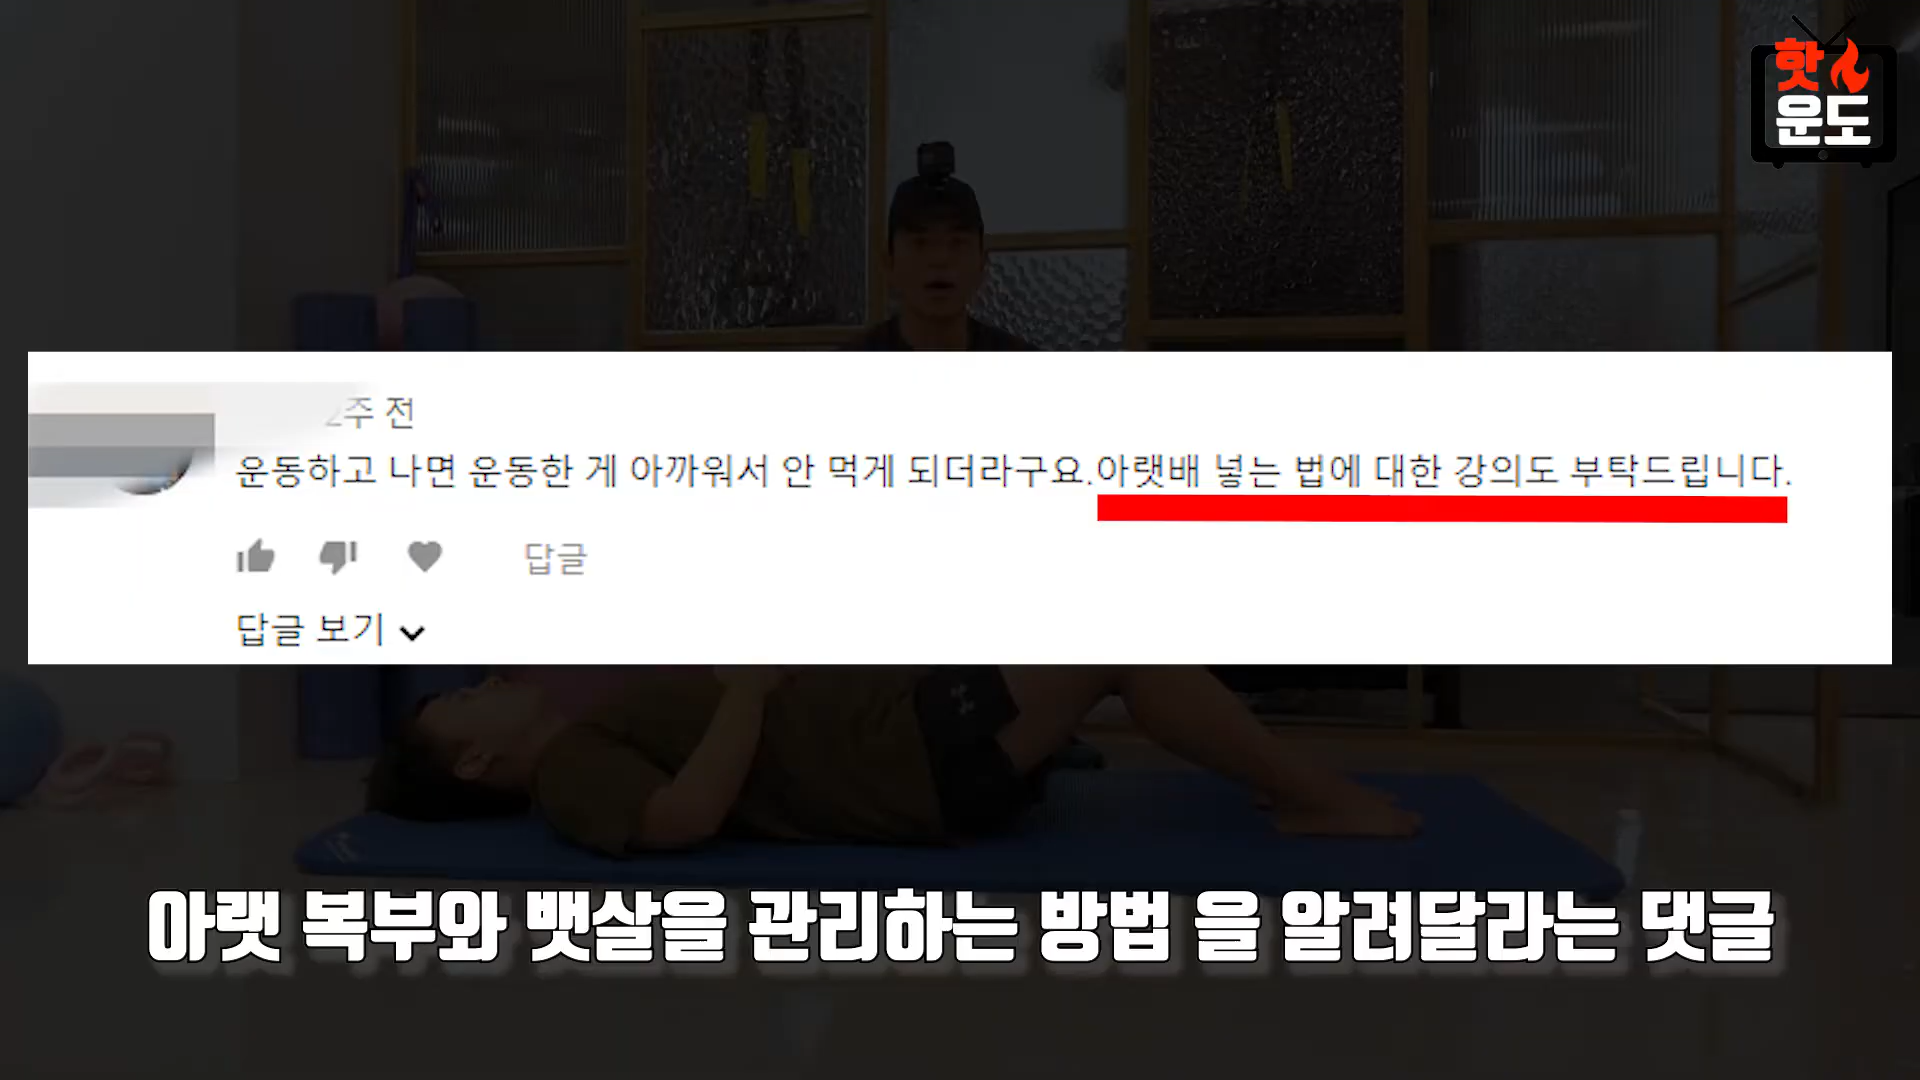 핫
운도
2주 전
운동하고 나면 운동한 게 아까워서 안 먹게 되더라구요.아랫배 넣는 법에 대한 강의도 부탁드립니다.
답글
답글 보기
아랫 복부와 뱃살을 관리하는 방법 을 알려달라는 댓글